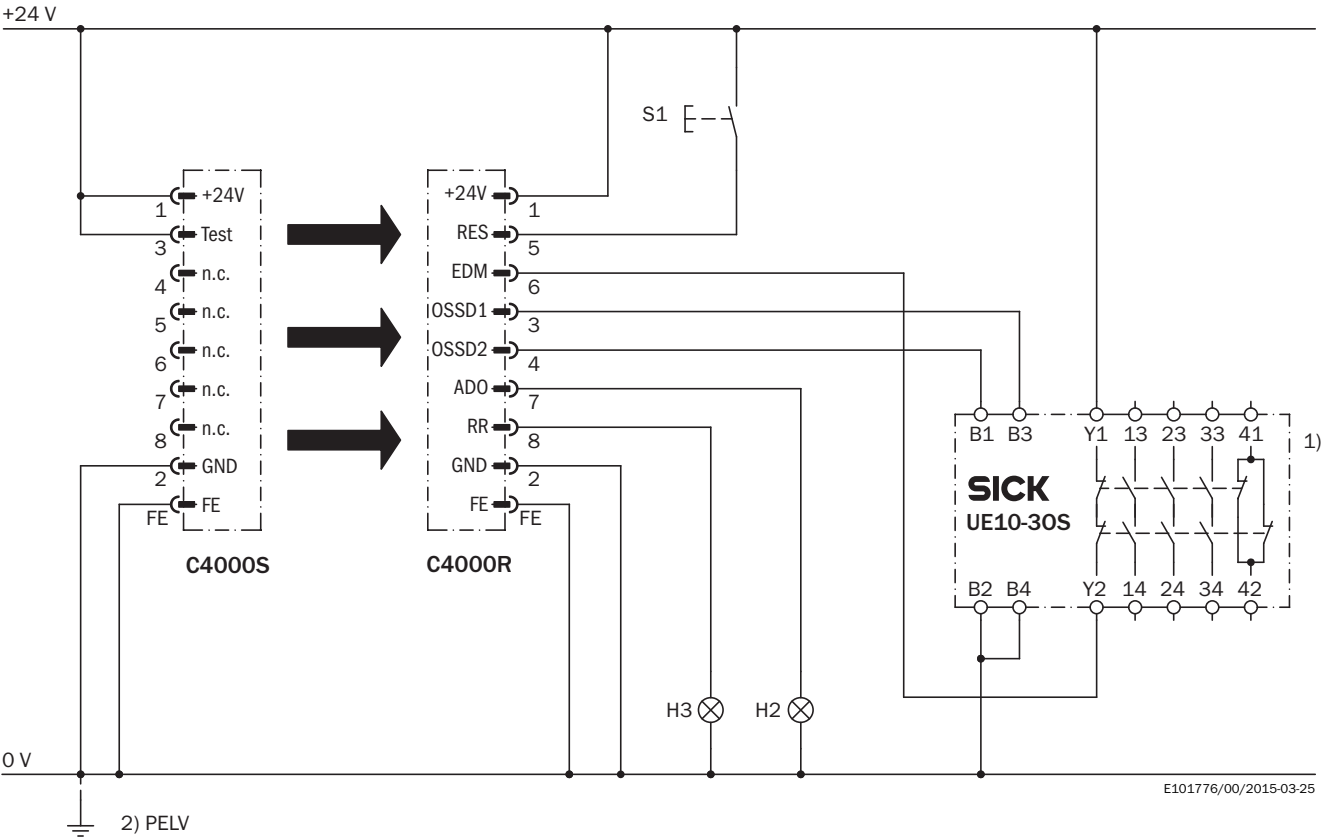 +24 V
S1
+24V
1
Test
3
n.c.
4
n.c.
5
n.c.
6
n.c.
7
n.c.
8
GND
2
FE
FE
C4000S
+24V
1
RES
5
EDM
6
OSSD1
3
OSSD2
4
ADO
7
RR
8
GND
2
FE
FE
C4000R
B1 B3 Y1 13 23 33 41
1)
SICK
UE10-3OS
B2 B4 Y2 14 24 34 42
H3
H2
0 V
E101776/00/2015-03-25
2) PELV